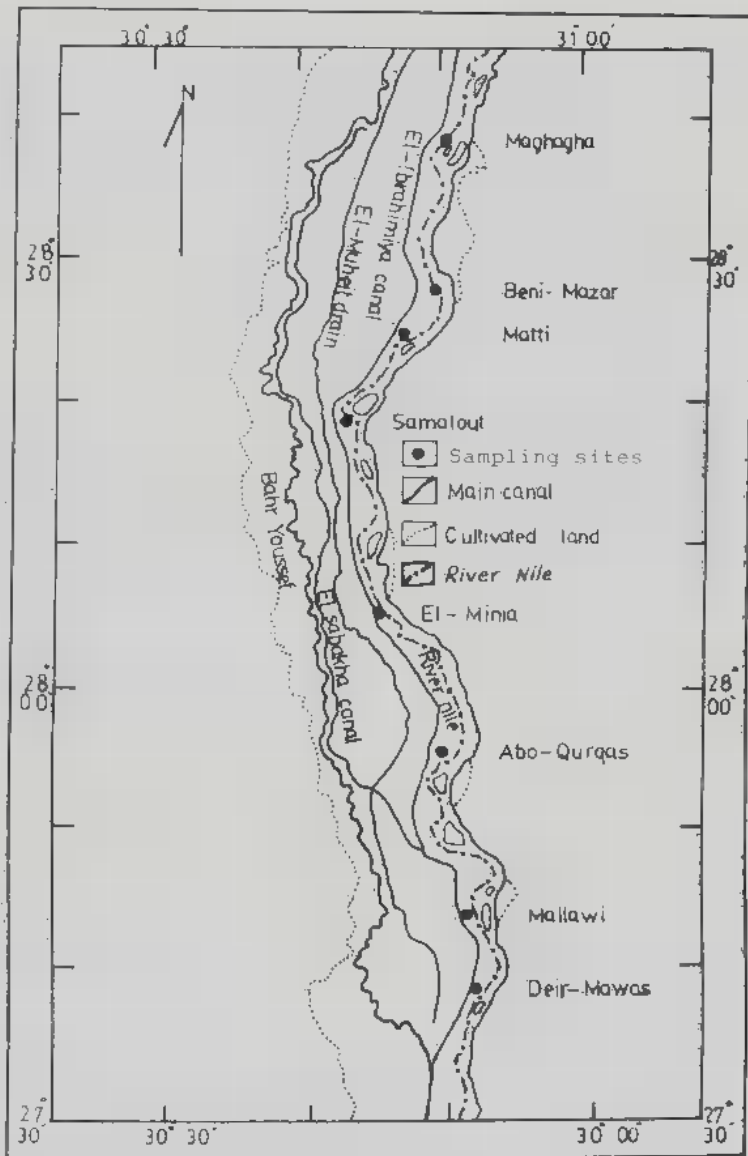 30° 30'
31° 00'
N
Maghagha
El-Ibrahimiya canal
El-Muheit drain
28° 30'
28° 30'
Beni-Mazar
Matti
Samalout
Sampling sites
Main canal
Cultivated land
River Nile
Bahr Youssef
El sabakha canal
El-Minia
River nile
28° 00'
28° 00'
Abo-Qurqas
Mallawi
Deir-Mawas
27° 30'
30° 30'
30° 00'
27° 30'